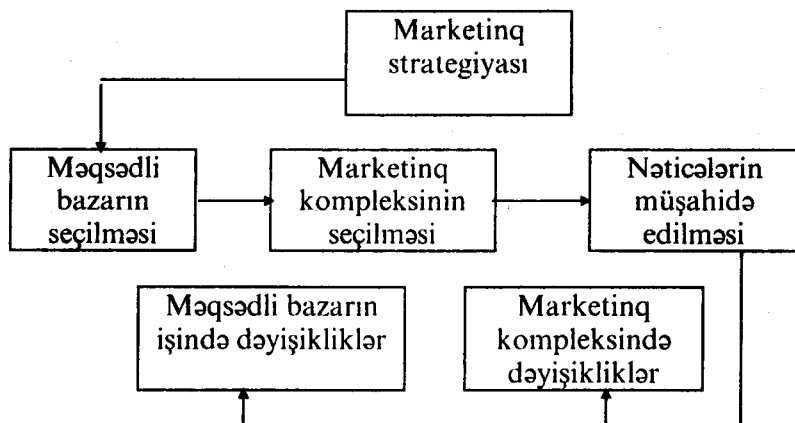 Marketinq
strategiyası
Məqsədli
bazarın
seçilməsi
Marketinq
kompleksinin
seçilməsi
Nəticələrin
müşahidə
edilməsi
Məqsədli bazarın
işində dəyişikliklər
Marketinq
kompleksində
dəyişikliklər